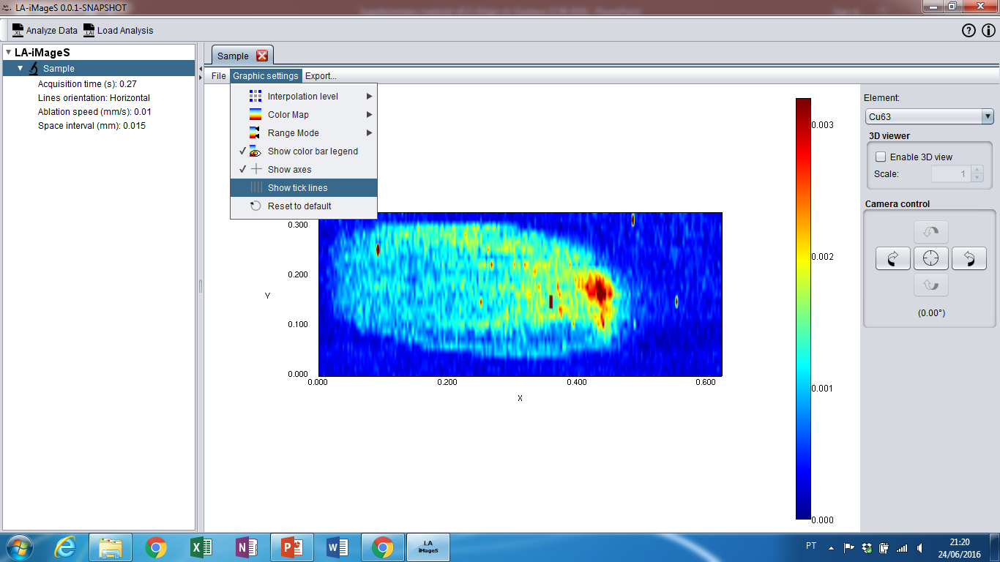 LA-iMageS 0.0.1-SNAPSHOT
Analyze Data Load Analysis
LA-iMageS
Sample
Acquisition time (s): 0.27
Lines orientation: Horizontal
Ablation speed (mm/s): 0.01
Space interval (mm): 0.015
Sample
File Graphic settings Export...
Interpolation level
Color Map
Range Mode
Show color bar legend
Show axes
Show tick lines
Reset to default
0.300
0.200
0.100
0.000
Y
0.000 0.200 0.400 0.600
X
0.003
0.002
0.001
0.000
Element:
Cu63
3D viewer
Enable 3D view
Scale: 1
Camera control
(0.00°)
LA
iMageS
PT
21:20
24/06/2016